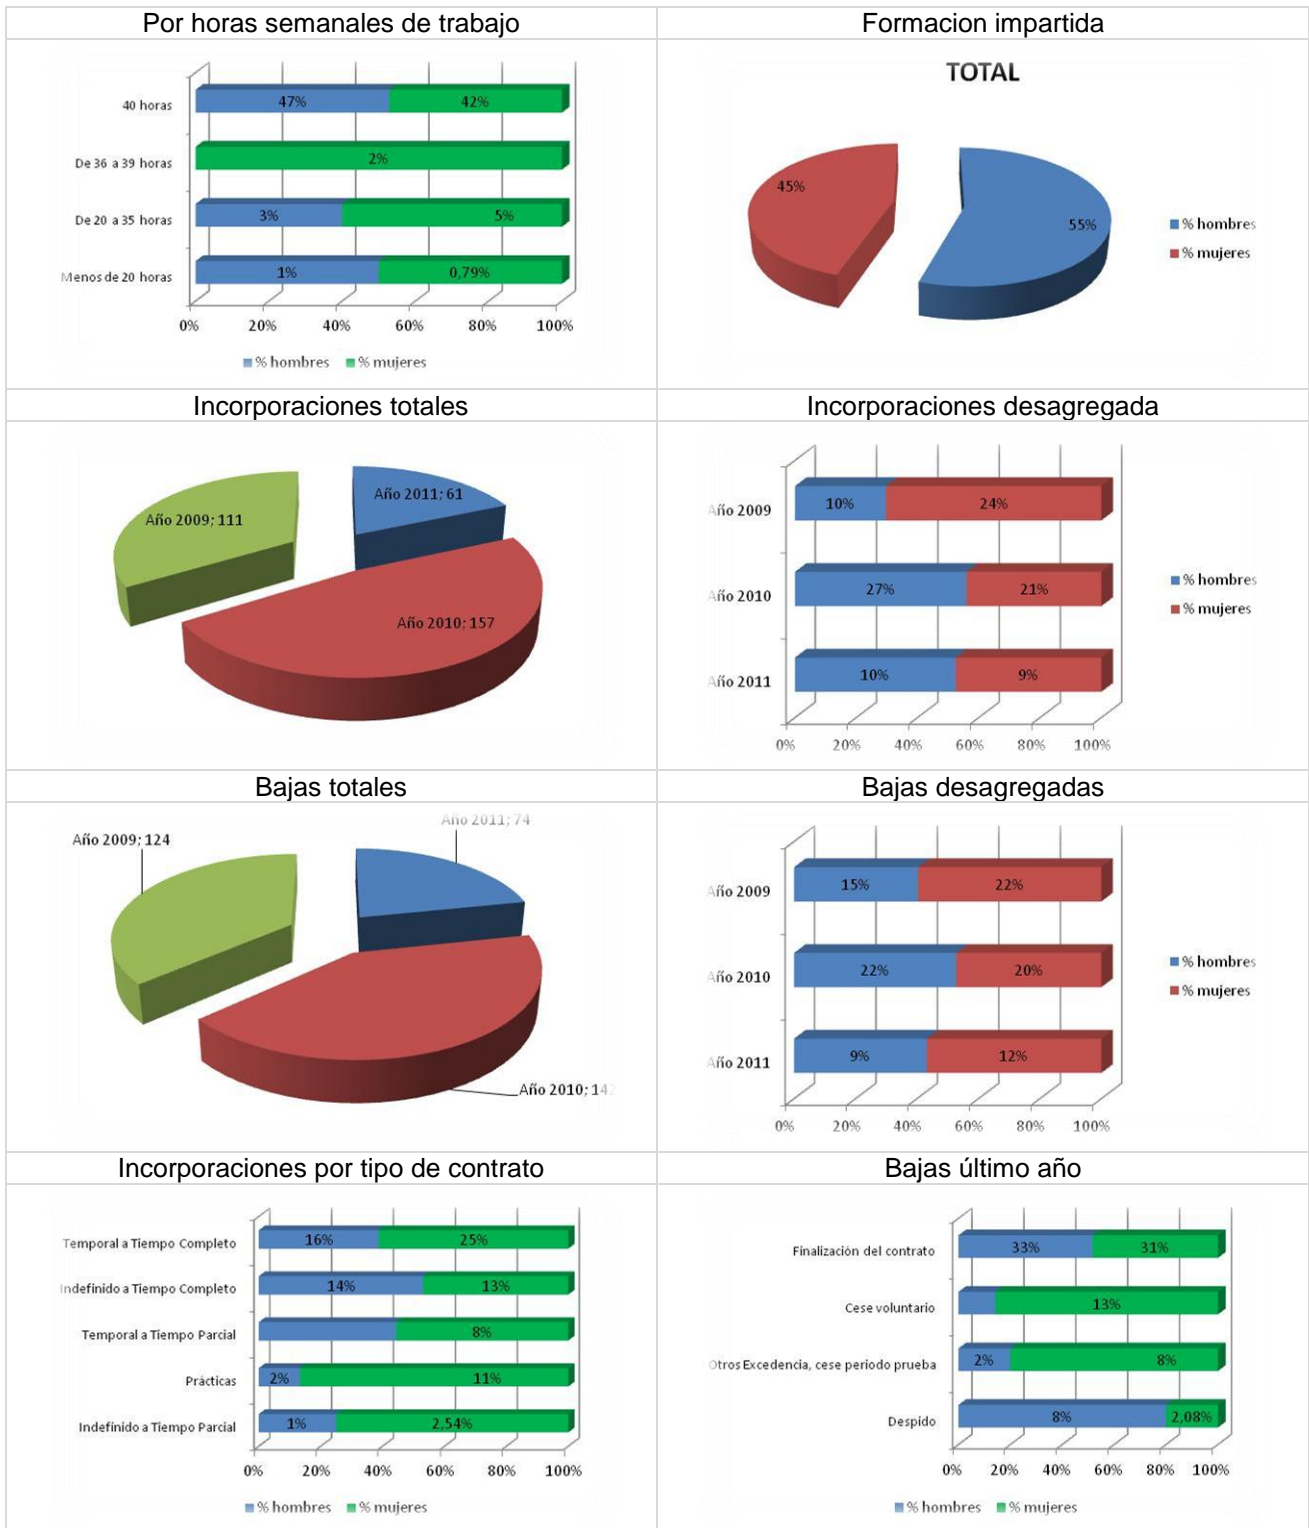 Por horas semanales de trabajo
40 horas
47%
42%
De 36 a 39 horas
2%
De 20 a 35 horas
3%
5%
Menos de 20 horas
1%
0,79%
0% 20% 40% 60% 80% 100%
% hombres % mujeres
Formacion impartida
TOTAL
45%
55%
% hombres
% mujeres
Incorporaciones totales
Año 2011; 61
Año 2009; 111
Año 2010; 157
Incorporaciones desagregada
Año 2009
10%
24%
Año 2010
27%
21%
Año 2011
10%
9%
0% 20% 40% 60% 80% 100%
% hombres
% mujeres
Bajas totales
Año 2011; 74
Año 2009; 124
Año 2010; 142
Bajas desagregadas
Año 2009
15%
22%
Año 2010
22%
20%
Año 2011
9%
12%
0% 20% 40% 60% 80% 100%
% hombres
% mujeres
Incorporaciones por tipo de contrato
Temporal a Tiempo Completo
16%
25%
Indefinido a Tiempo Completo
14%
13%
Temporal a Tiempo Parcial
8%
Prácticas
2%
11%
Indefinido a Tiempo Parcial
1%
2,54%
0% 20% 40% 60% 80% 100%
% hombres % mujeres
Bajas último año
Finalización del contrato
33%
31%
Cese voluntario
13%
Otros Excedencia, cese periodo prueba
2%
8%
Despido
8%
2,08%
0% 20% 40% 60% 80% 100%
% hombres % mujeres